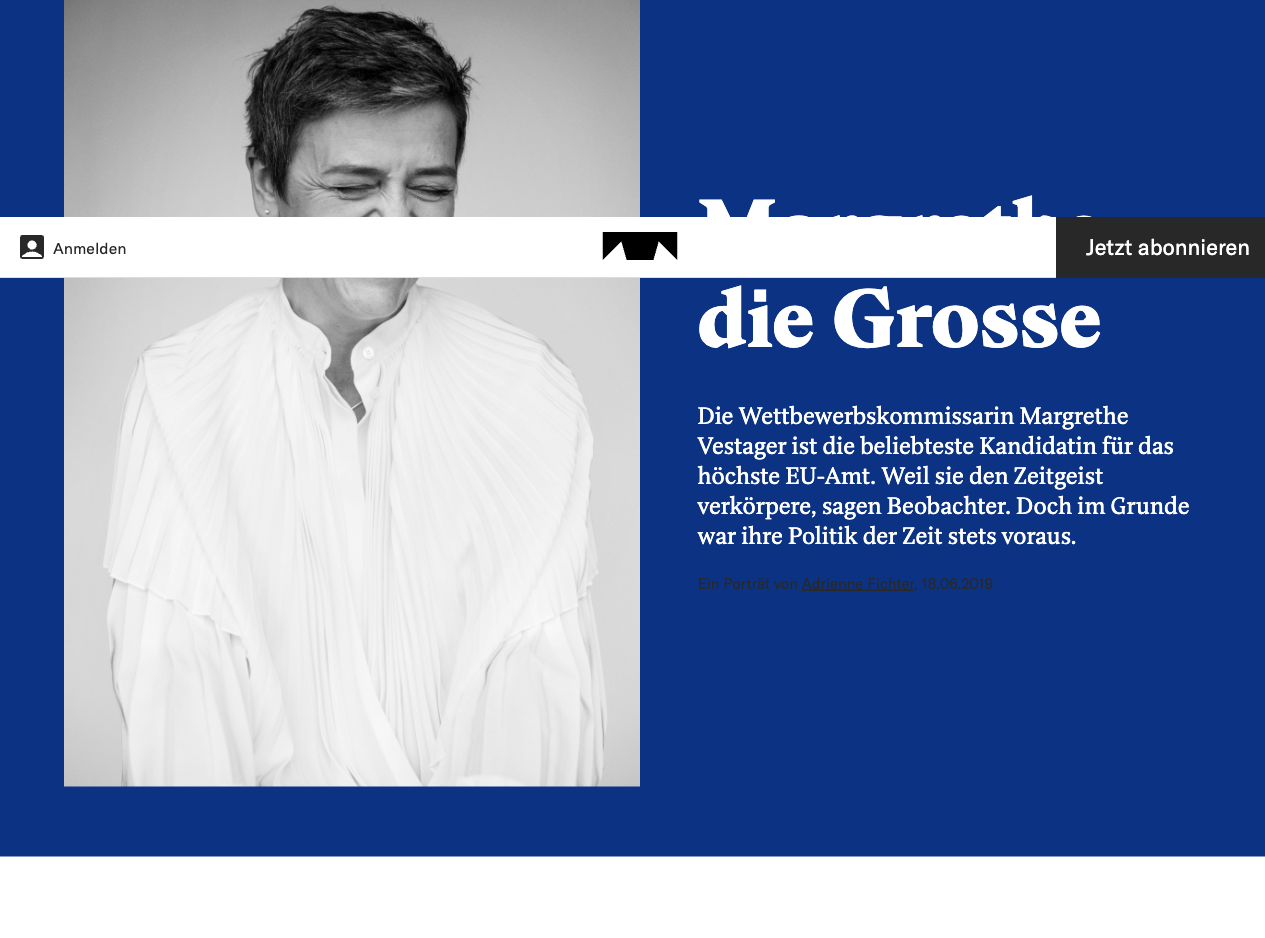 Margrethe
Anmelden
Jetzt abonnieren
die Grosse
Die Wettbewerbskommissarin Margrethe
Vestager ist die beliebteste Kandidatin für das
höchste EU-Amt. Weil sie den Zeitgeist
verkörpere, sagen Beobachter. Doch im Grunde
war ihre Politik der Zeit stets voraus.
Ein Porträt von Adrienne Fichter, 18.06.2019